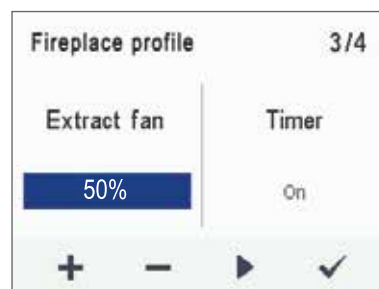 Fireplace profile 3/4
Extract fan Timer
50% On
+ − ▶ ✓